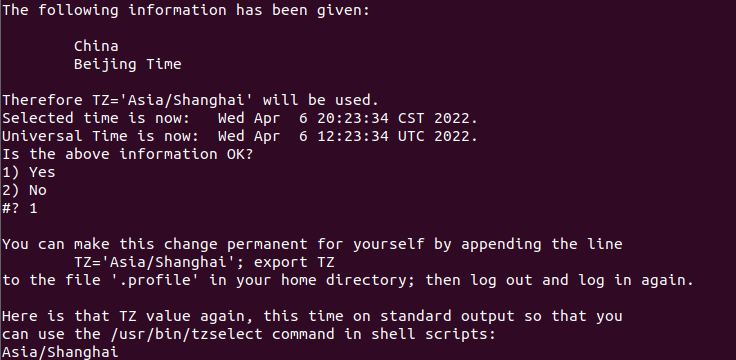 The following information has been given:

        China
        Beijing Time

Therefore TZ='Asia/Shanghai' will be used.
Selected time is now:   Wed Apr  6 20:23:34 CST 2022.
Universal Time is now:  Wed Apr  6 12:23:34 UTC 2022.
Is the above information OK?
1) Yes
2) No
#? 1

You can make this change permanent for yourself by appending the line
        TZ='Asia/Shanghai'; export TZ
to the file '.profile' in your home directory; then log out and log in again.

Here is that TZ value again, this time on standard output so that you
can use the /usr/bin/tzselect command in shell scripts:
Asia/Shanghai